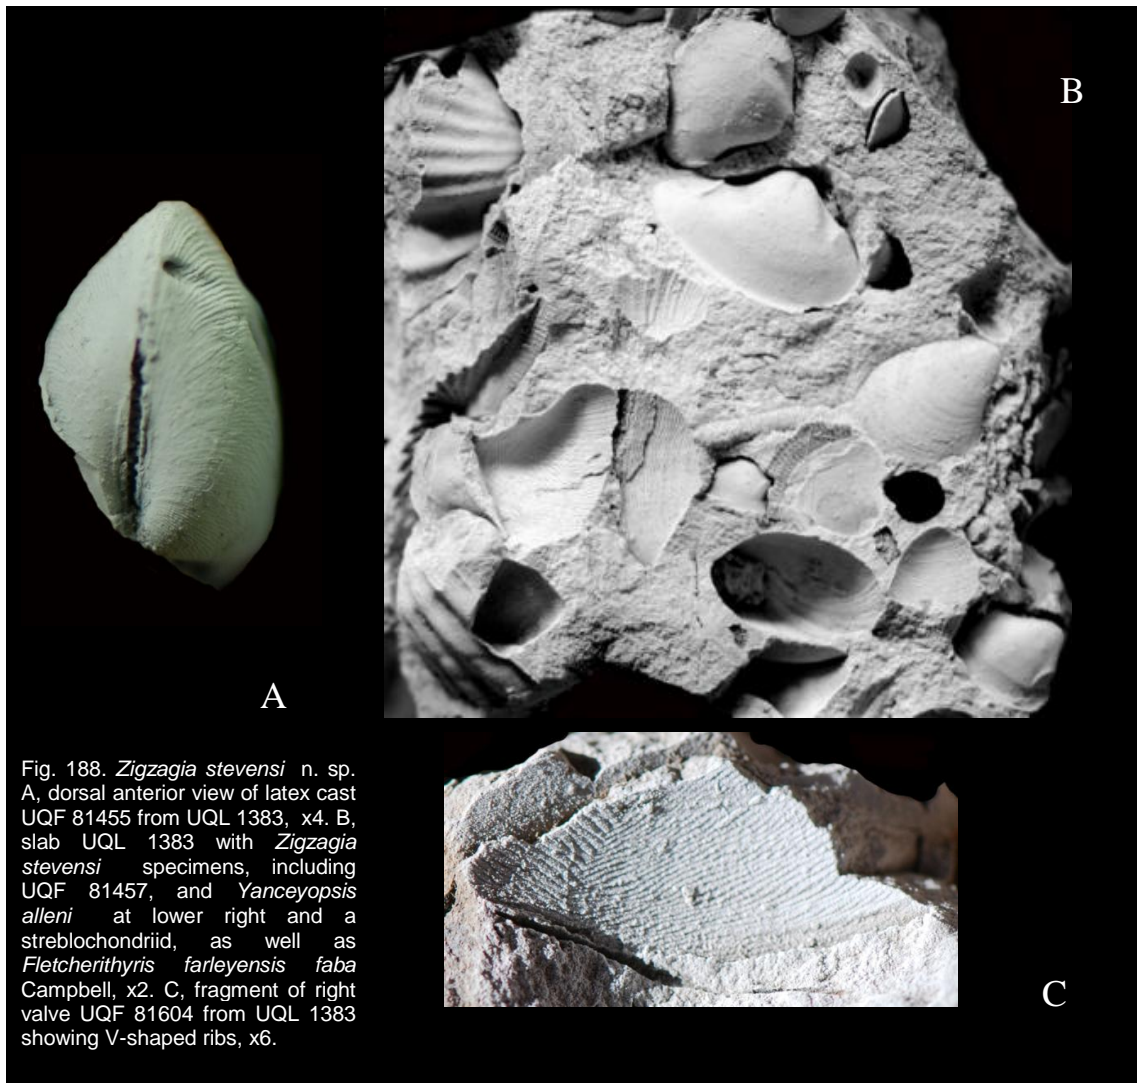 B
A
Fig. 188. Zigzagia stevensi n. sp.
A, dorsal anterior view of latex cast
UQF 81455 from UQL 1383, x4. B,
slab UQL 1383 with Zigzagia
stevensi specimens, including
UQF 81457, and Yanceyopsis
alleni at lower right and a
streblochondriid, as well as
Fletcherithyris farleyensis faba
Campbell, x2. C, fragment of right
valve UQF 81604 from UQL 1383
showing V-shaped ribs, x6.
C